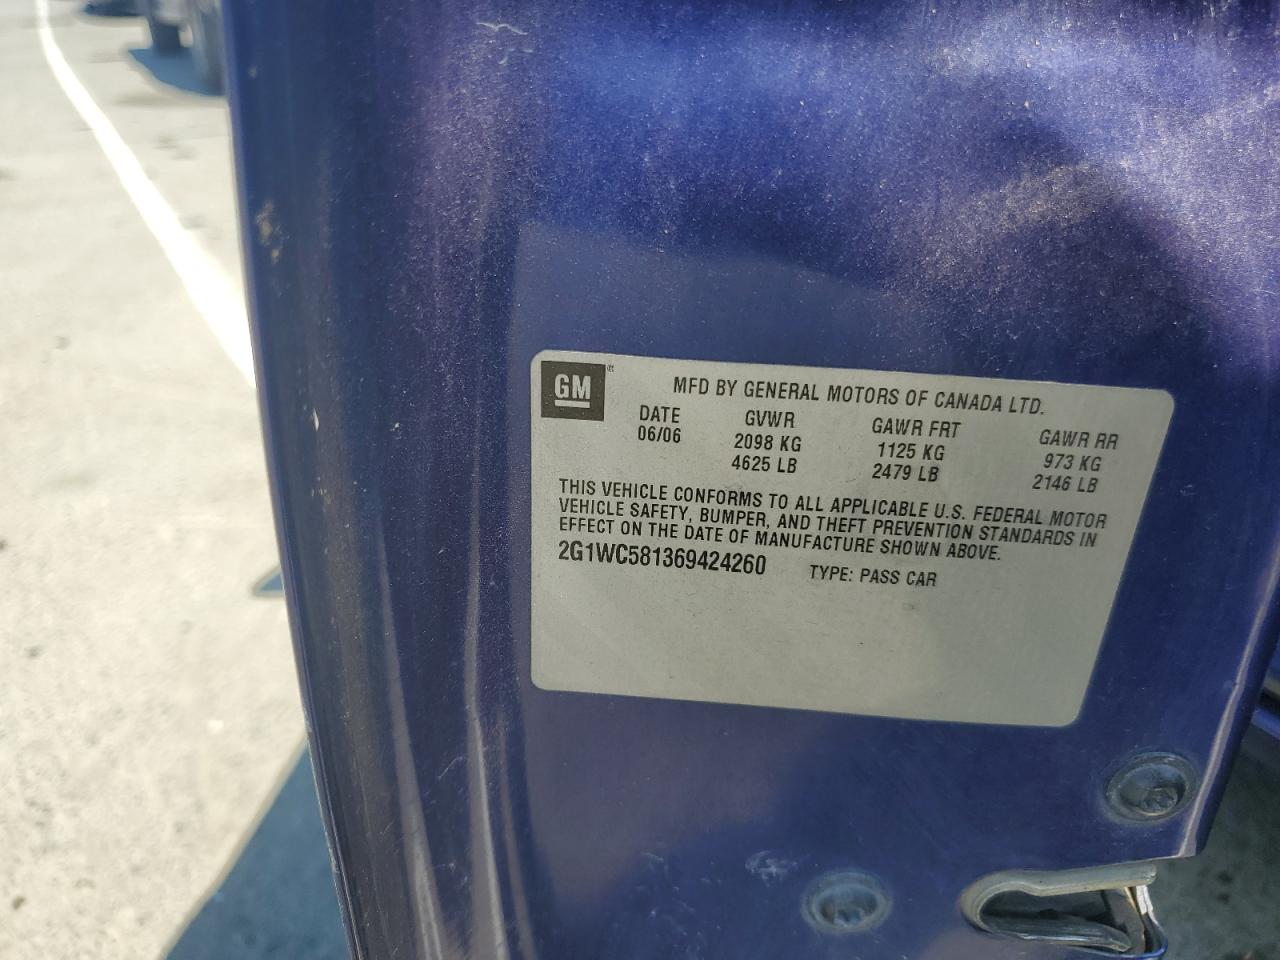 GM®
MFD BY GENERAL MOTORS OF CANADA LTD.
DATE GVWR GAWR FRT GAWR RR
06/06 2098 KG 1125 KG 973 KG
4625 LB 2479 LB 2146 LB
THIS VEHICLE CONFORMS TO ALL APPLICABLE U.S. FEDERAL MOTOR
VEHICLE SAFETY, BUMPER, AND THEFT PREVENTION STANDARDS IN
EFFECT ON THE DATE OF MANUFACTURE SHOWN ABOVE.
2G1WC581369424260 TYPE: PASS CAR